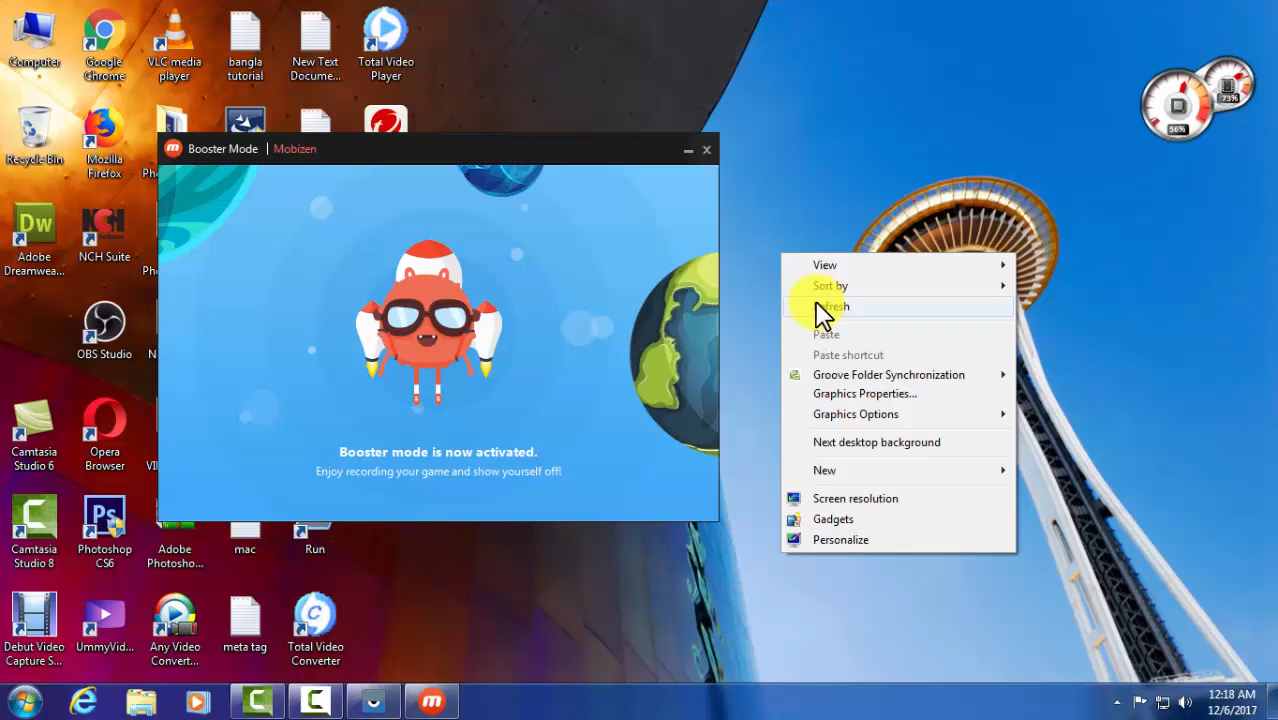 Computer
Google
Chrome
VLC media
player
bangla
tutorial
New Text
Docume...
Total Video
Player
Recycle Bin
Mozilla
Firefox
Booster Mode | Mobizen
56%
73%
Dw
Adobe
Dreamwea...
NCH
NCH Suite
OBS Studio
Booster mode is now activated.
Enjoy recording your game and show yourself off!
View
Sort by
Paste
Paste shortcut
Groove Folder Synchronization
Graphics Properties...
Graphics Options
Next desktop background
New
Screen resolution
Gadgets
Personalize
Camtasia
Studio 6
Opera
Browser
Camtasia
Studio 8
Ps
Photoshop
CS6
Adobe
Photosho...
mac
Run
Debut Video
Capture S...
UmmyVid...
Any Video
Convert...
meta tag
Total Video
Converter
12:18 AM
12/6/2017